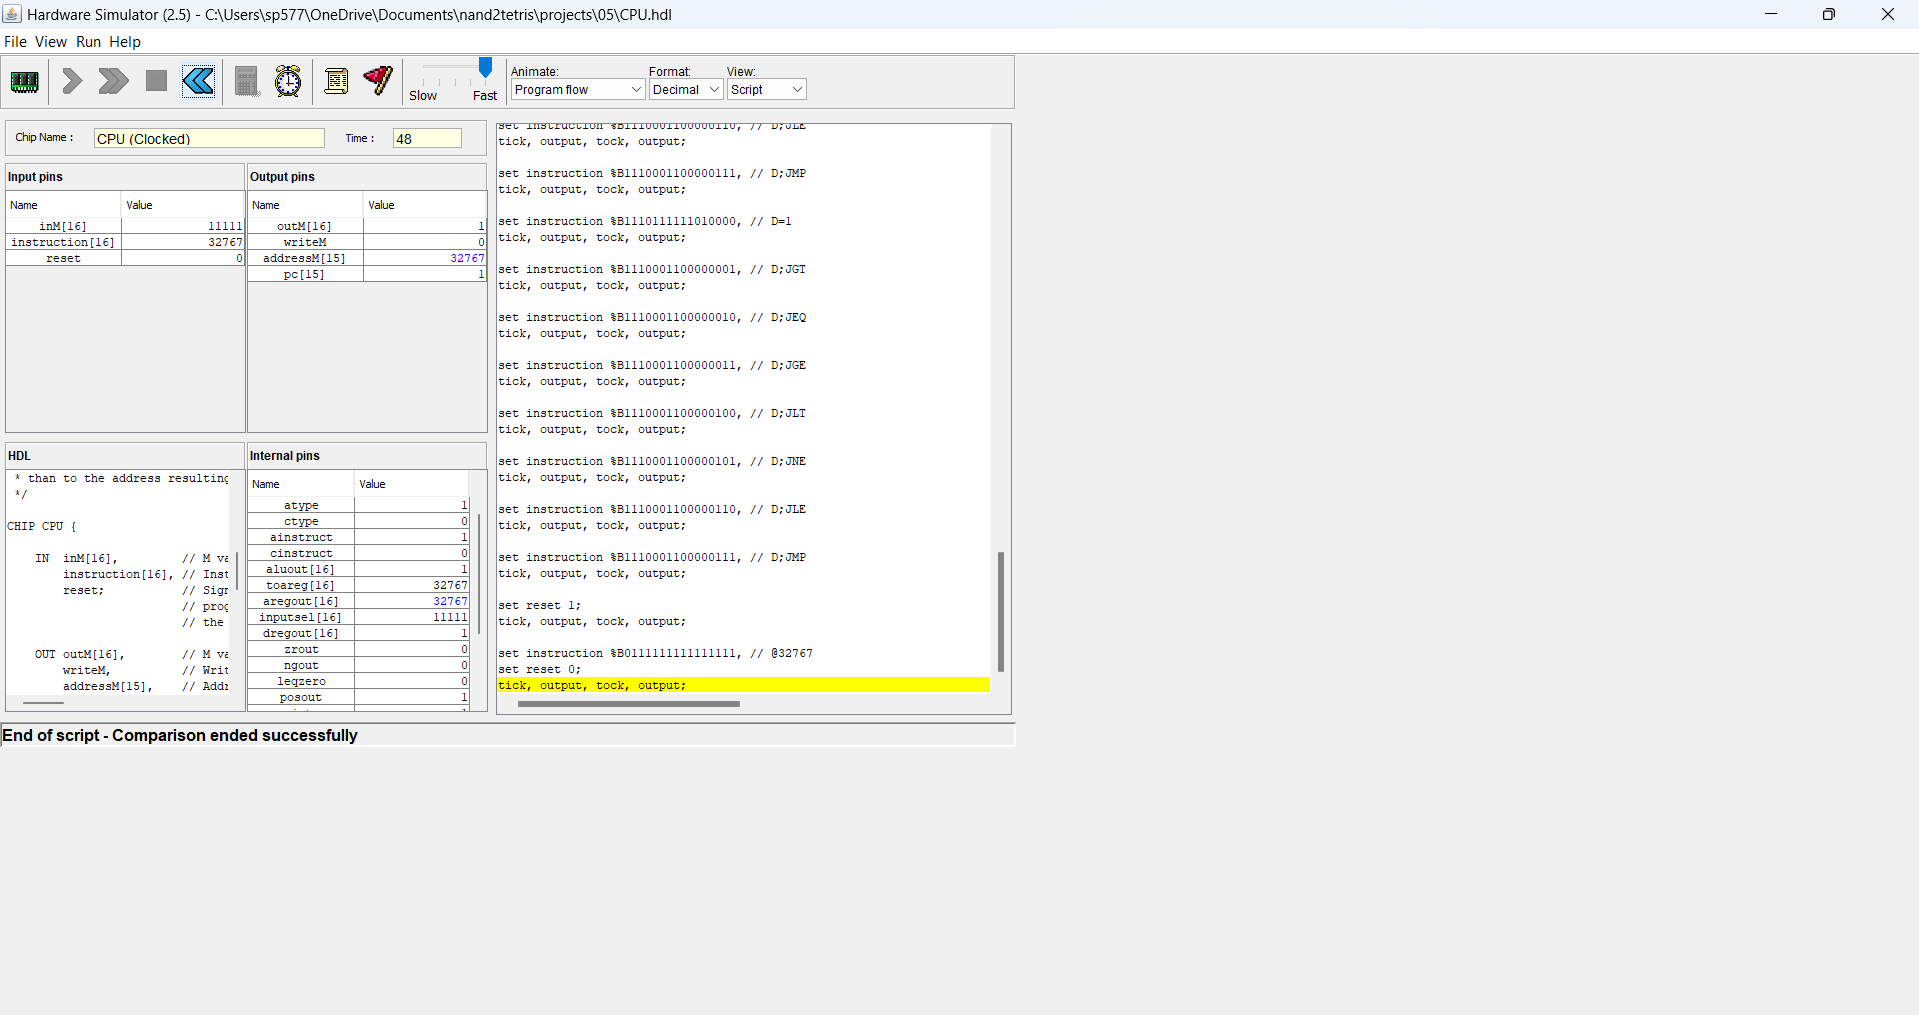 Hardware Simulator (2.5) - C:\Users\sp577\OneDrive\Documents\nand2tetris\projects\05\CPU.hdl
File View Run Help
Slow Fast
Animate: Format: View:
Program flow Decimal Script
Chip Name : CPU (Clocked) Time : 48
Input pins
Name Value
inM[16] 11111
instruction[16] 32767
reset 0
Output pins
Name Value
outM[16] 1
writeM 0
addressM[15] 32767
pc[15] 1
HDL
* than to the address resulting
*/
CHIP CPU {
IN inM[16], // M va
instruction[16], // Inst
reset; // Sign
// prog
// the
OUT outM[16], // M va
writeM, // Writ
addressM[15], // Addr
Internal pins
Name Value
atype 1
ctype 0
ainstruct 1
cinstruct 0
aluout[16] 1
toareg[16] 32767
aregout[16] 32767
inputsel[16] 11111
dregout[16] 1
zrout 0
ngout 0
leqzero 0
posout 1
set instruction %B1110001100000110, // D;JLE
tick, output, tock, output;
set instruction %B1110001100000111, // D;JMP
tick, output, tock, output;
set instruction %B1110111111010000, // D=1
tick, output, tock, output;
set instruction %B1110001100000001, // D;JGT
tick, output, tock, output;
set instruction %B1110001100000010, // D;JEQ
tick, output, tock, output;
set instruction %B1110001100000011, // D;JGE
tick, output, tock, output;
set instruction %B1110001100000100, // D;JLT
tick, output, tock, output;
set instruction %B1110001100000101, // D;JNE
tick, output, tock, output;
set instruction %B1110001100000110, // D;JLE
tick, output, tock, output;
set instruction %B1110001100000111, // D;JMP
tick, output, tock, output;
set reset 1;
tick, output, tock, output;
set instruction %B0111111111111111, // @32767
set reset 0;
tick, output, tock, output;
End of script - Comparison ended successfully